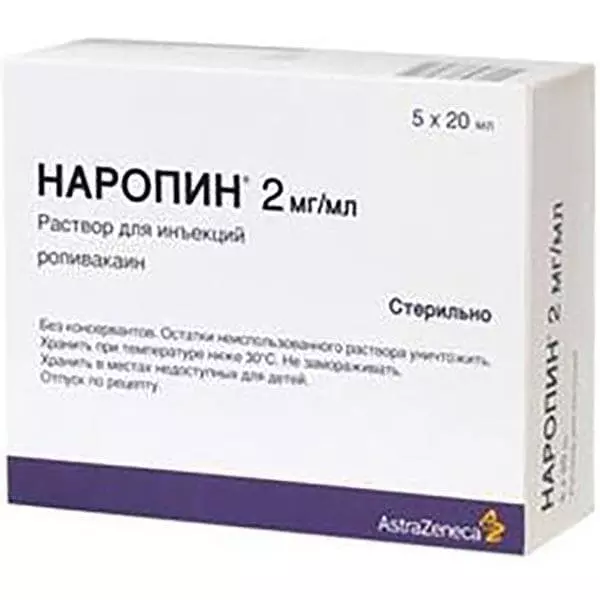 5 x 20 мл
НАРОПИН® 2 мг/мл
Раствор для инъекций
ропивакаин
Стерильно
Без консервантов. Остатки неиспользованного раствора уничтожить.
Хранить при температуре ниже 30°С. Не замораживать.
Хранить в местах недоступных для детей.
Отпуск по рецепту.
AstraZeneca
НАРОПИН® 2 мг/мл